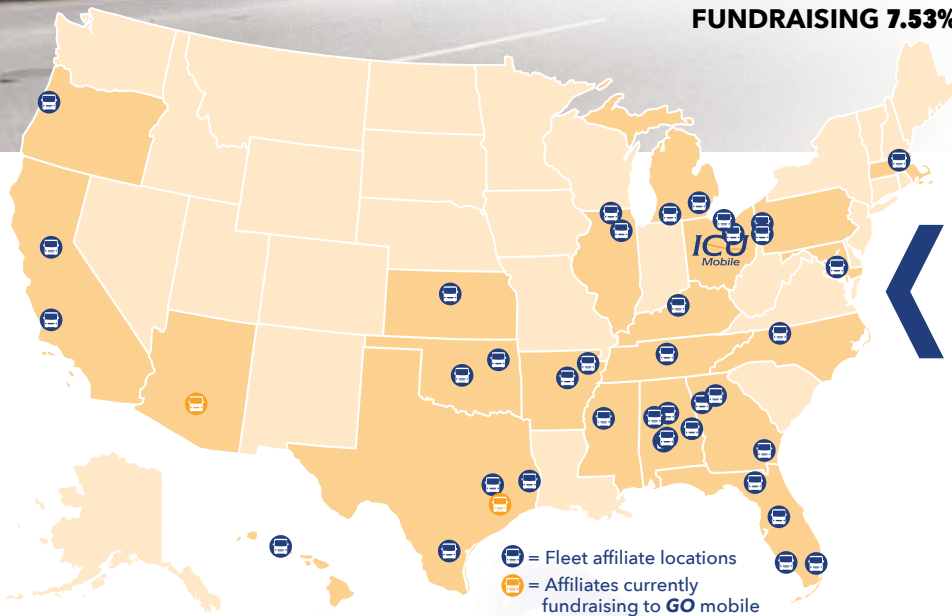 FUNDRAISING 7.53%
ICU
Mobile
= Fleet affiliate locations
= Affiliates currently
fundraising to GO mobile